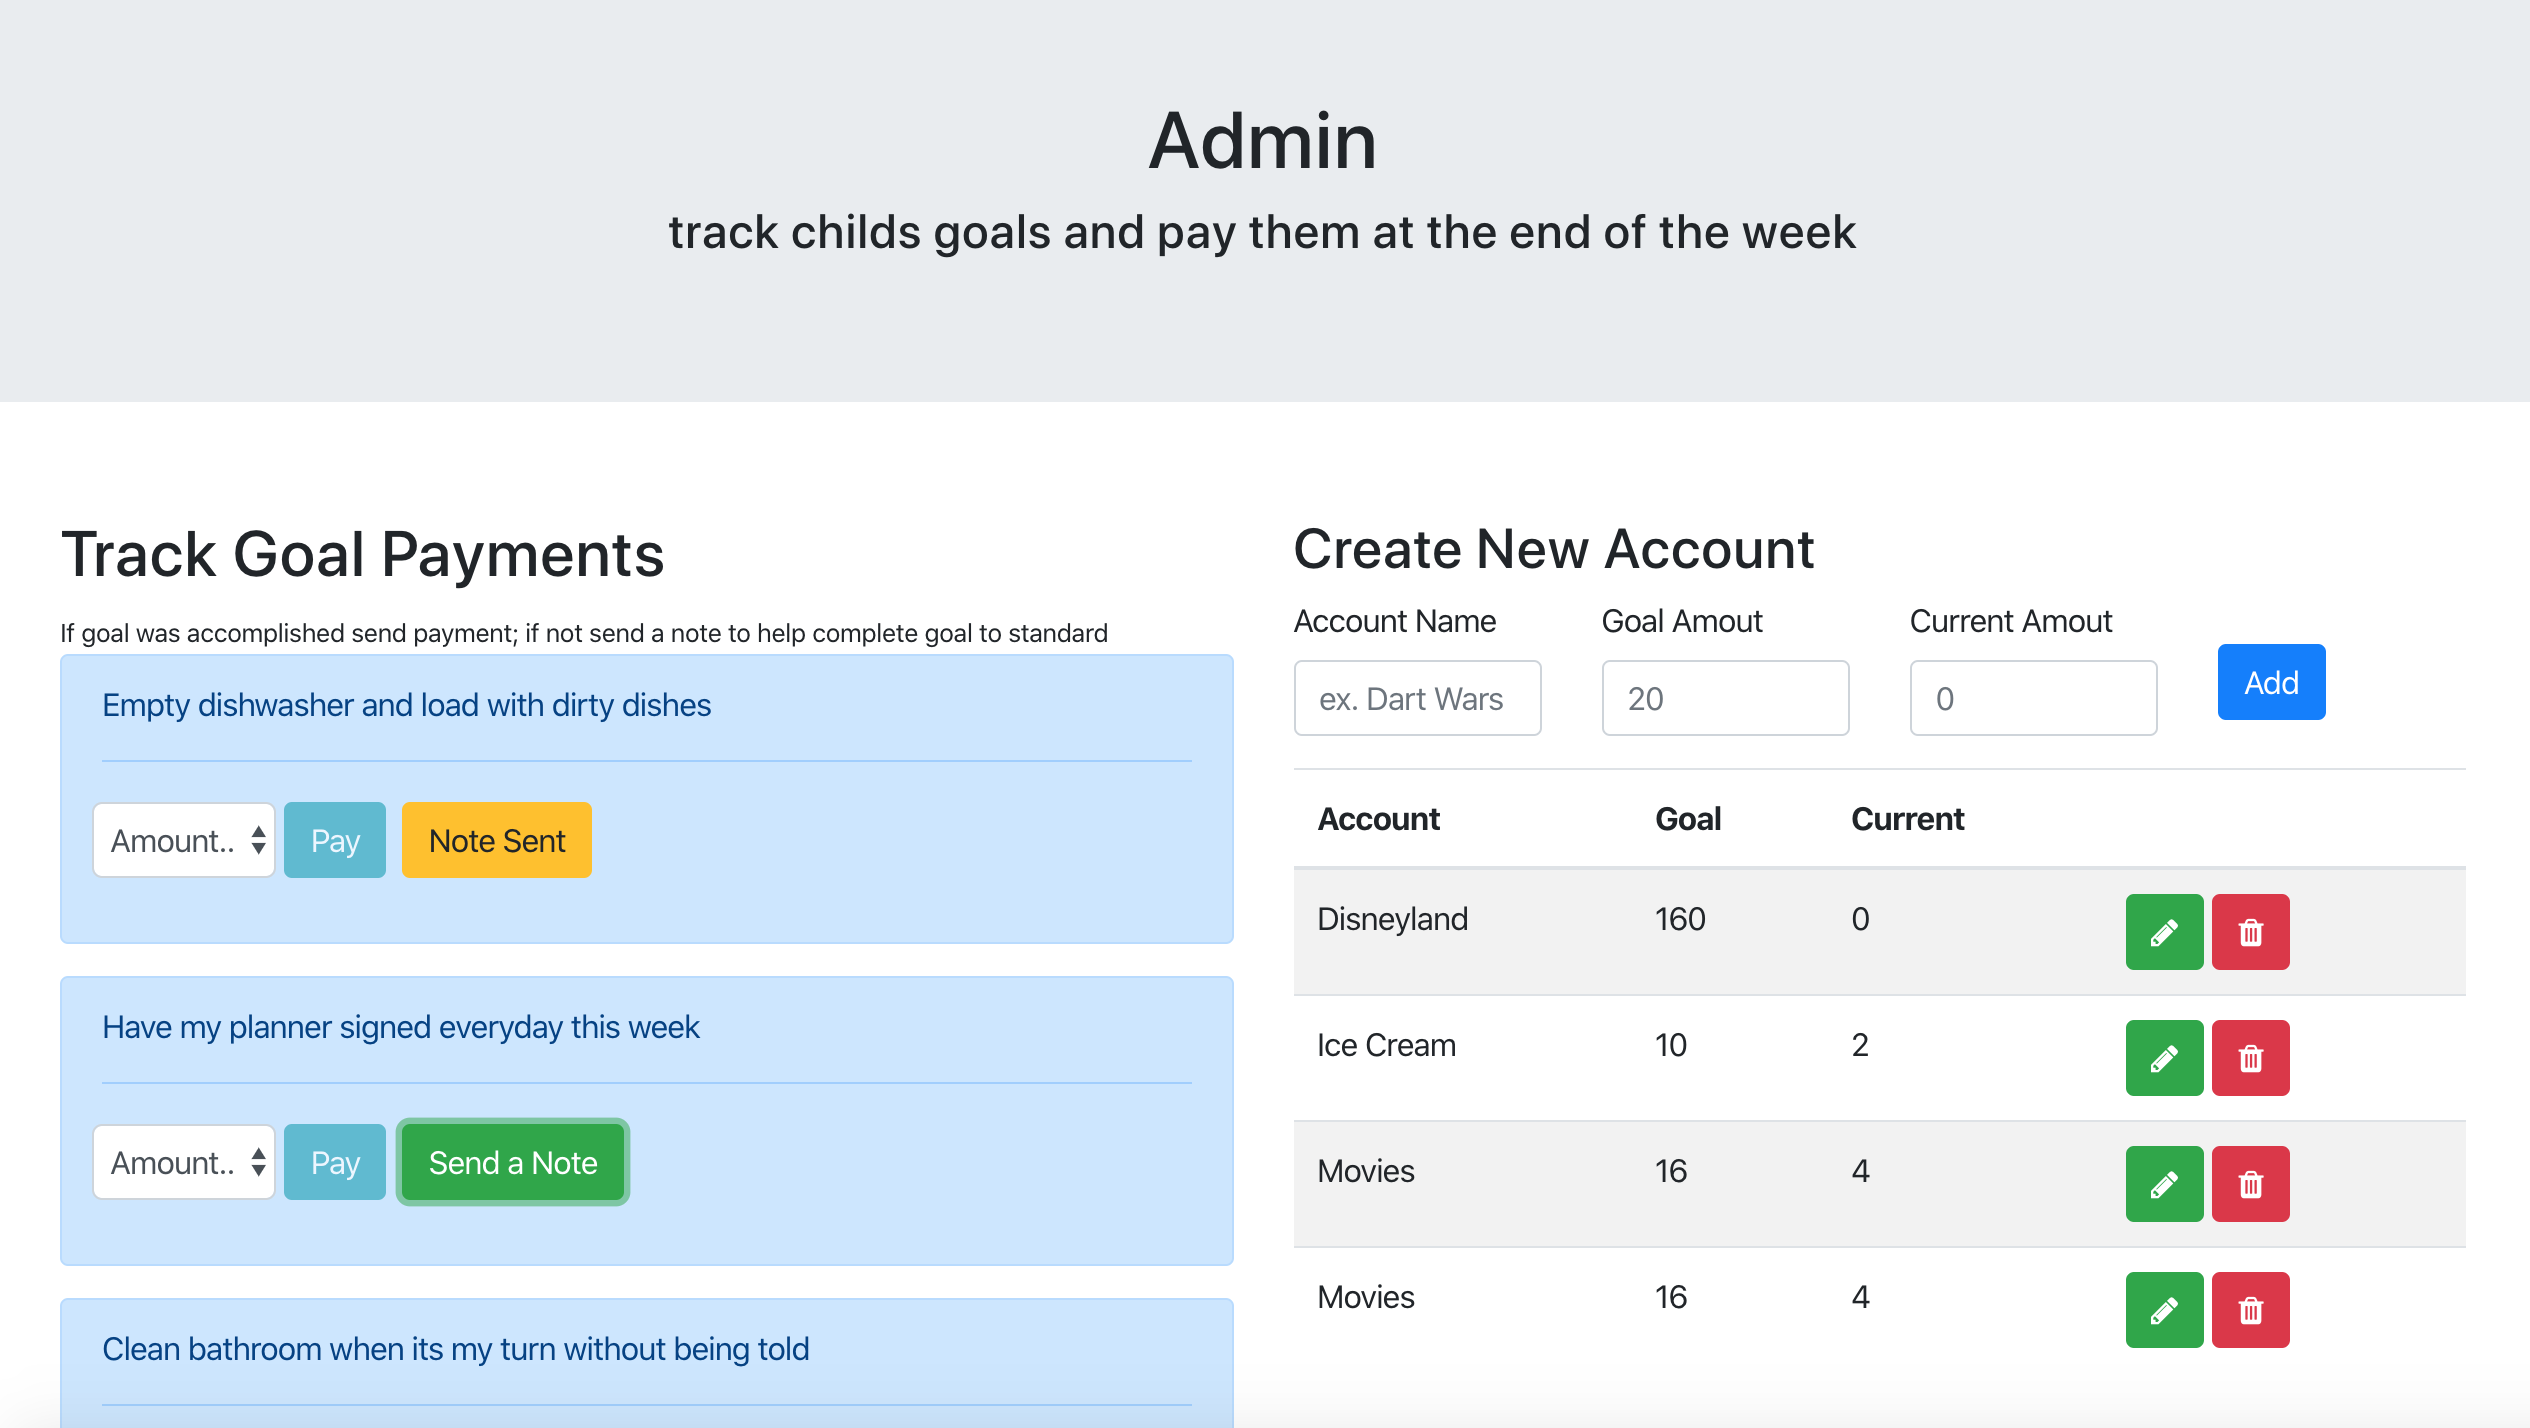 Admin
track childs goals and pay them at the end of the week
Track Goal Payments
If goal was accomplished send payment; if not send a note to help complete goal to standard
Empty dishwasher and load with dirty dishes
Amount.. Pay Note Sent
Have my planner signed everyday this week
Amount.. Pay Send a Note
Clean bathroom when its my turn without being told
Create New Account
Account Name Goal Amout Current Amout
ex. Dart Wars 20 0 Add
Account Goal Current
Disneyland 160 0
Ice Cream 10 2
Movies 16 4
Movies 16 4